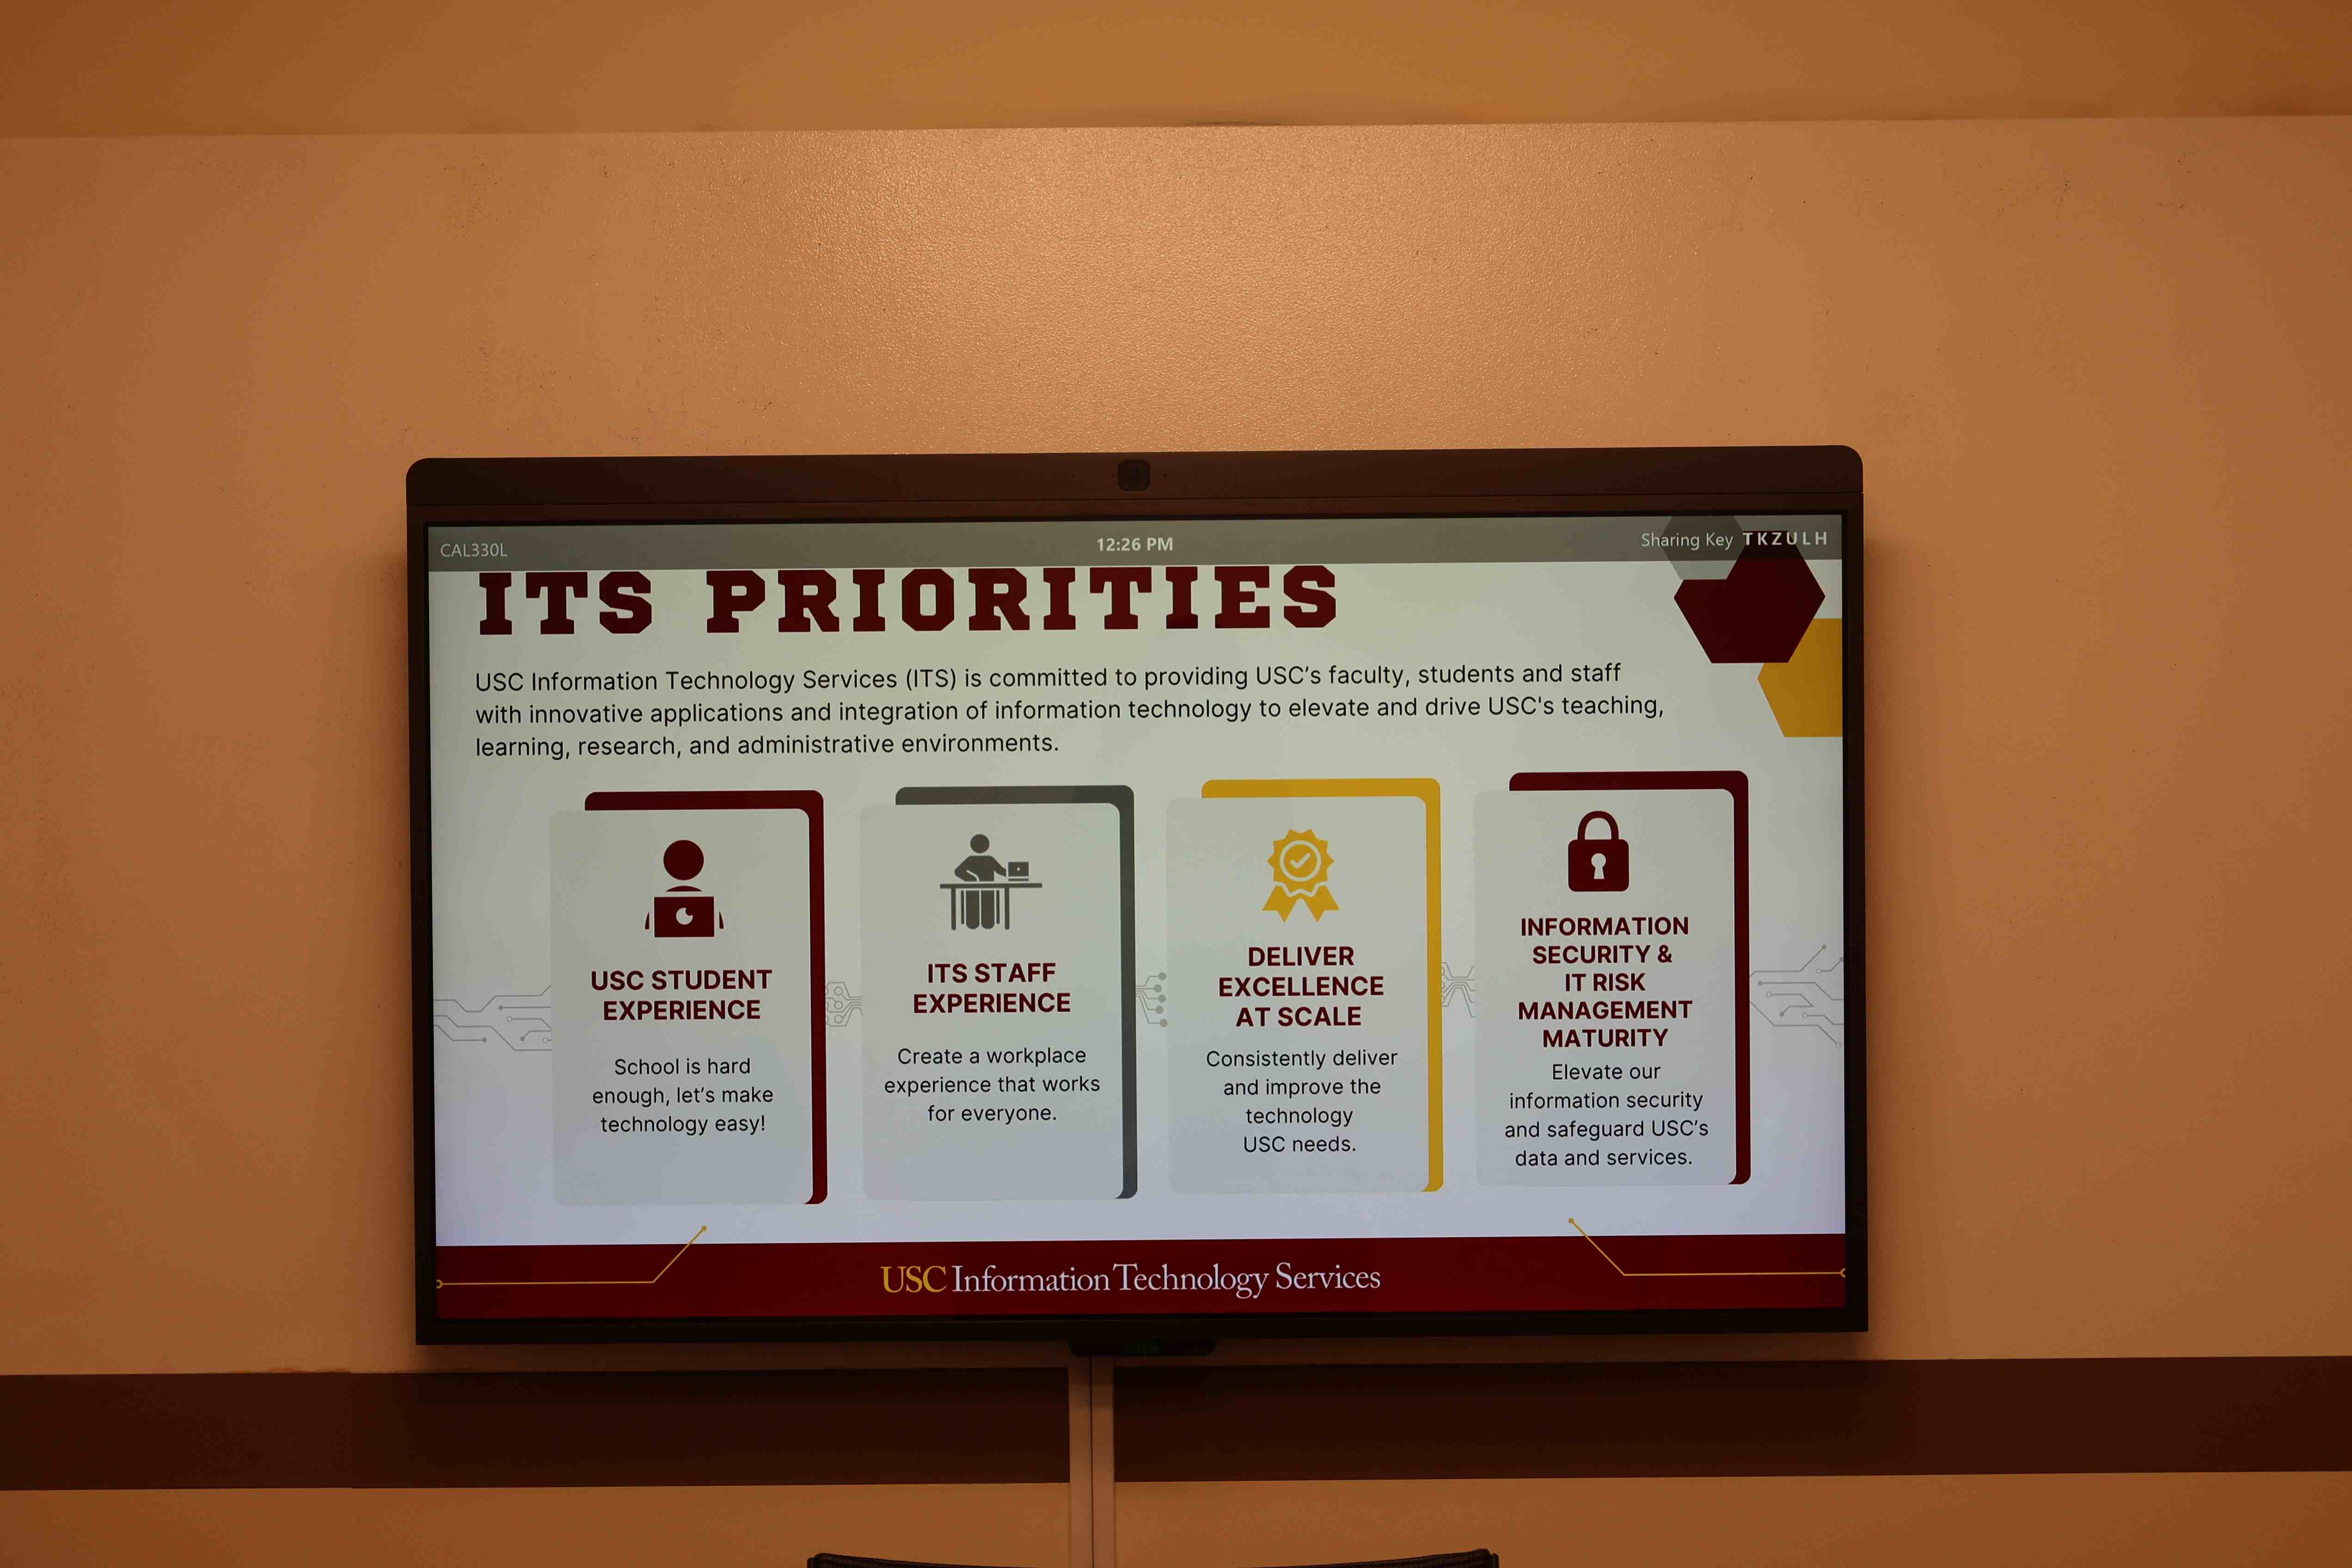 CAL330L
12:26 PM
Sharing Key TKZULH
ITS PRIORITIES
USC Information Technology Services (ITS) is committed to providing USC’s faculty, students and staff
with innovative applications and integration of information technology to elevate and drive USC's teaching,
learning, research, and administrative environments.
USC STUDENT
EXPERIENCE
School is hard
enough, let’s make
technology easy!
ITS STAFF
EXPERIENCE
Create a workplace
experience that works
for everyone.
DELIVER
EXCELLENCE
AT SCALE
Consistently deliver
and improve the
technology
USC needs.
INFORMATION
SECURITY &
IT RISK
MANAGEMENT
MATURITY
Elevate our
information security
and safeguard USC’s
data and services.
USC Information Technology Services